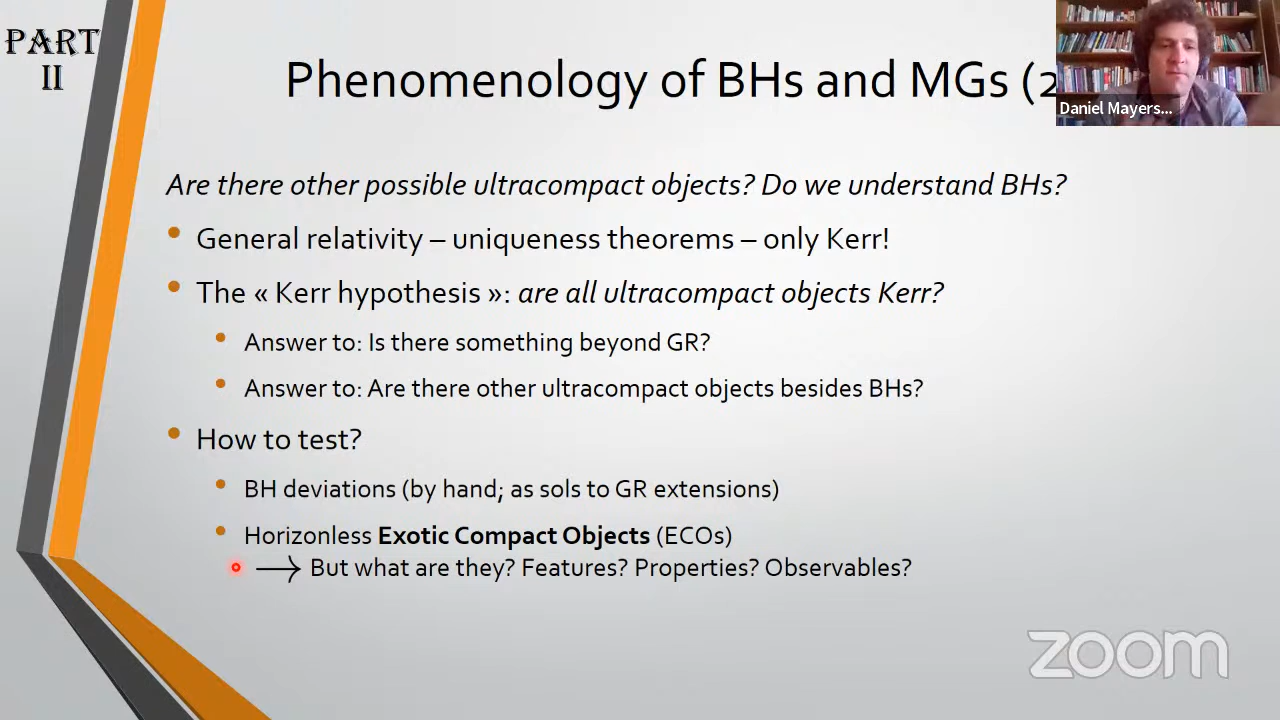 PART
II
Phenomenology of BHs and MGs (2
Daniel Mayers...
Are there other possible ultracompact objects? Do we understand BHs?
General relativity – uniqueness theorems – only Kerr!
The « Kerr hypothesis »: are all ultracompact objects Kerr?
Answer to: Is there something beyond GR?
Answer to: Are there other ultracompact objects besides BHs?
How to test?
BH deviations (by hand; as sols to GR extensions)
Horizonless Exotic Compact Objects (ECOs)
→ But what are they? Features? Properties? Observables?
zoom